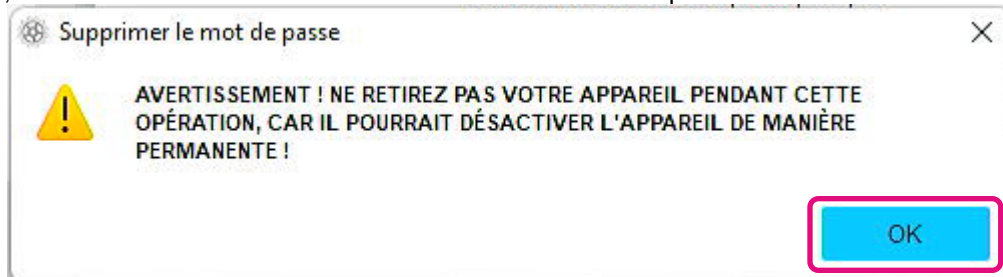 Supprimer le mot de passe
AVERTISSEMENT ! NE RETIREZ PAS VOTRE APPAREIL PENDANT CETTE
OPÉRATION, CAR IL POURRAIT DÉSACTIVER L'APPAREIL DE MANIÈRE
PERMANENTE !
OK